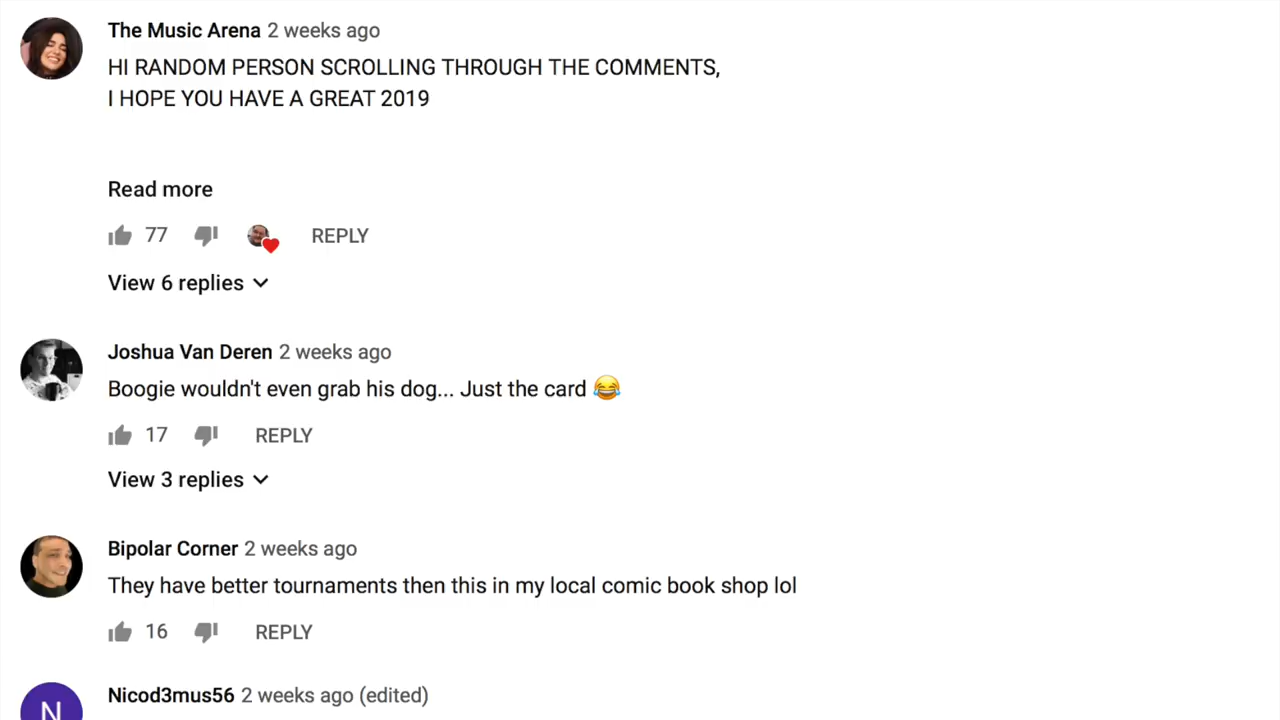 The Music Arena 2 weeks ago
HI RANDOM PERSON SCROLLING THROUGH THE COMMENTS,
I HOPE YOU HAVE A GREAT 2019
Read more
77 REPLY
View 6 replies
Joshua Van Deren 2 weeks ago
Boogie wouldn't even grab his dog... Just the card 😂
17 REPLY
View 3 replies
Bipolar Corner 2 weeks ago
They have better tournaments then this in my local comic book shop lol
16 REPLY
Nicod3mus56 2 weeks ago (edited)
N